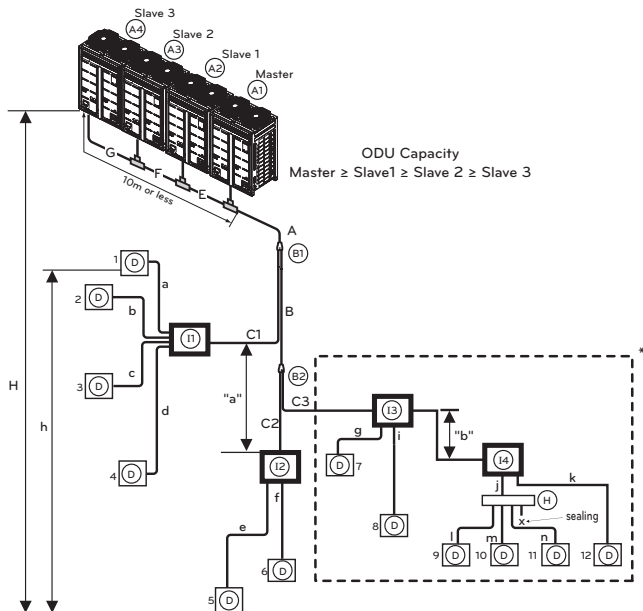 Slave 3
A4
Slave 2
A3
Slave 1
A2
Master
A1
ODU Capacity
Master ≥ Slave1 ≥ Slave 2 ≥ Slave 3
G
F
E
10m or less
A
B1
B
H
h
1 D
a
2 D
b
3 D
c
4 D
d
I1
C1
"a"
B2
C2
C3
I2
f
e
5 D
6 D
*
I3
g
i
D 7
8 D
"b"
I4
j
k
H
x
sealing
l
m
n
9 D
10 D
11 D
12 D